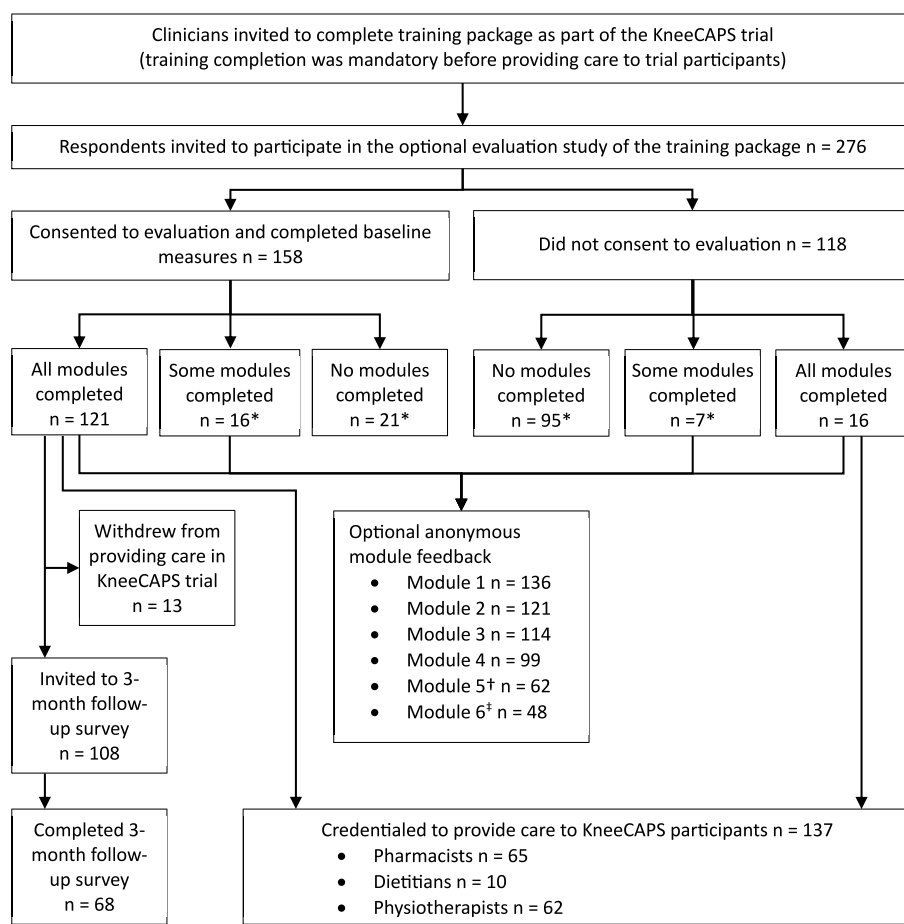 Clinicians invited to complete training package as part of the KneeCAPS trial
(training completion was mandatory before providing care to trial participants)
Respondents invited to participate in the optional evaluation study of the training package n = 276
Consented to evaluation and completed baseline
measures n = 158
Did not consent to evaluation n = 118
All modules
completed
n = 121
Some modules
completed
n = 16*
No modules
completed
n = 21*
No modules
completed
n = 95*
Some modules
completed
n =7*
All modules
completed
n = 16
Withdrew from
providing care in
KneeCAPS trial
n = 13
Optional anonymous
module feedback
• Module 1 n = 136
• Module 2 n = 121
• Module 3 n = 114
• Module 4 n = 99
• Module 5† n = 62
• Module 6‡ n = 48
Invited to 3-
month follow-
up survey
n = 108
Completed 3-
month follow-
up survey
n = 68
Credentialed to provide care to KneeCAPS participants n = 137
• Pharmacists n = 65
• Dietitians n = 10
• Physiotherapists n = 62